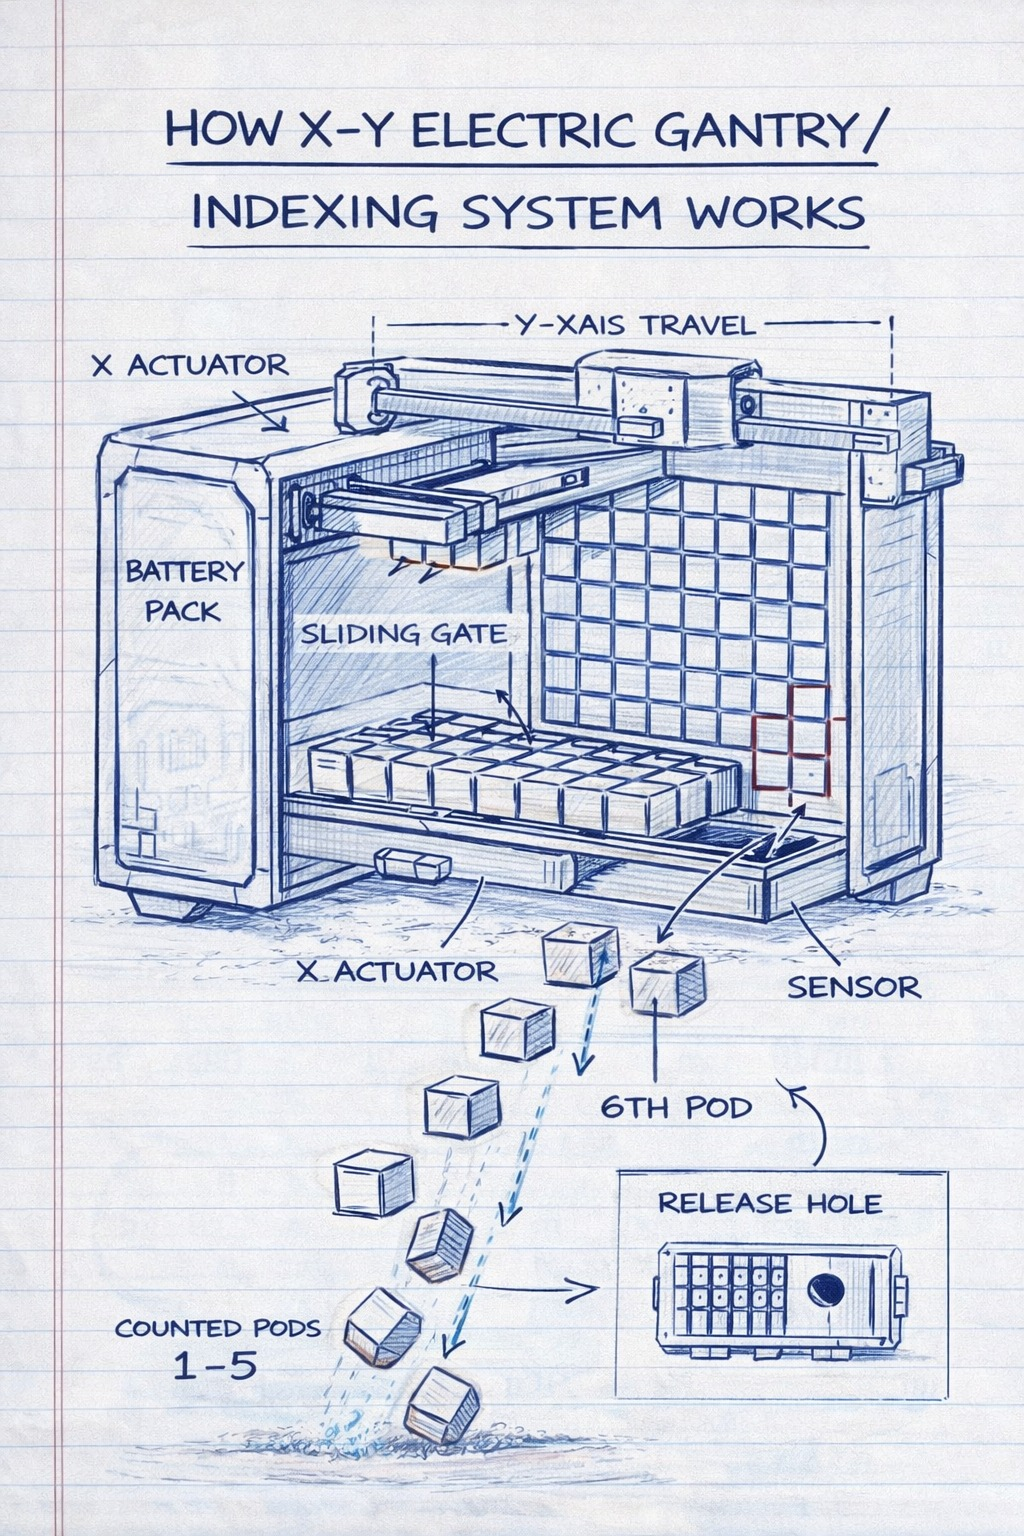 HOW X-Y ELECTRIC GANTRY/
INDEXING SYSTEM WORKS
Y-XAIS TRAVEL
X ACTUATOR
BATTERY
PACK
SLIDING GATE
X ACTUATOR
SENSOR
6TH POD
RELEASE HOLE
COUNTED PODS
1-5